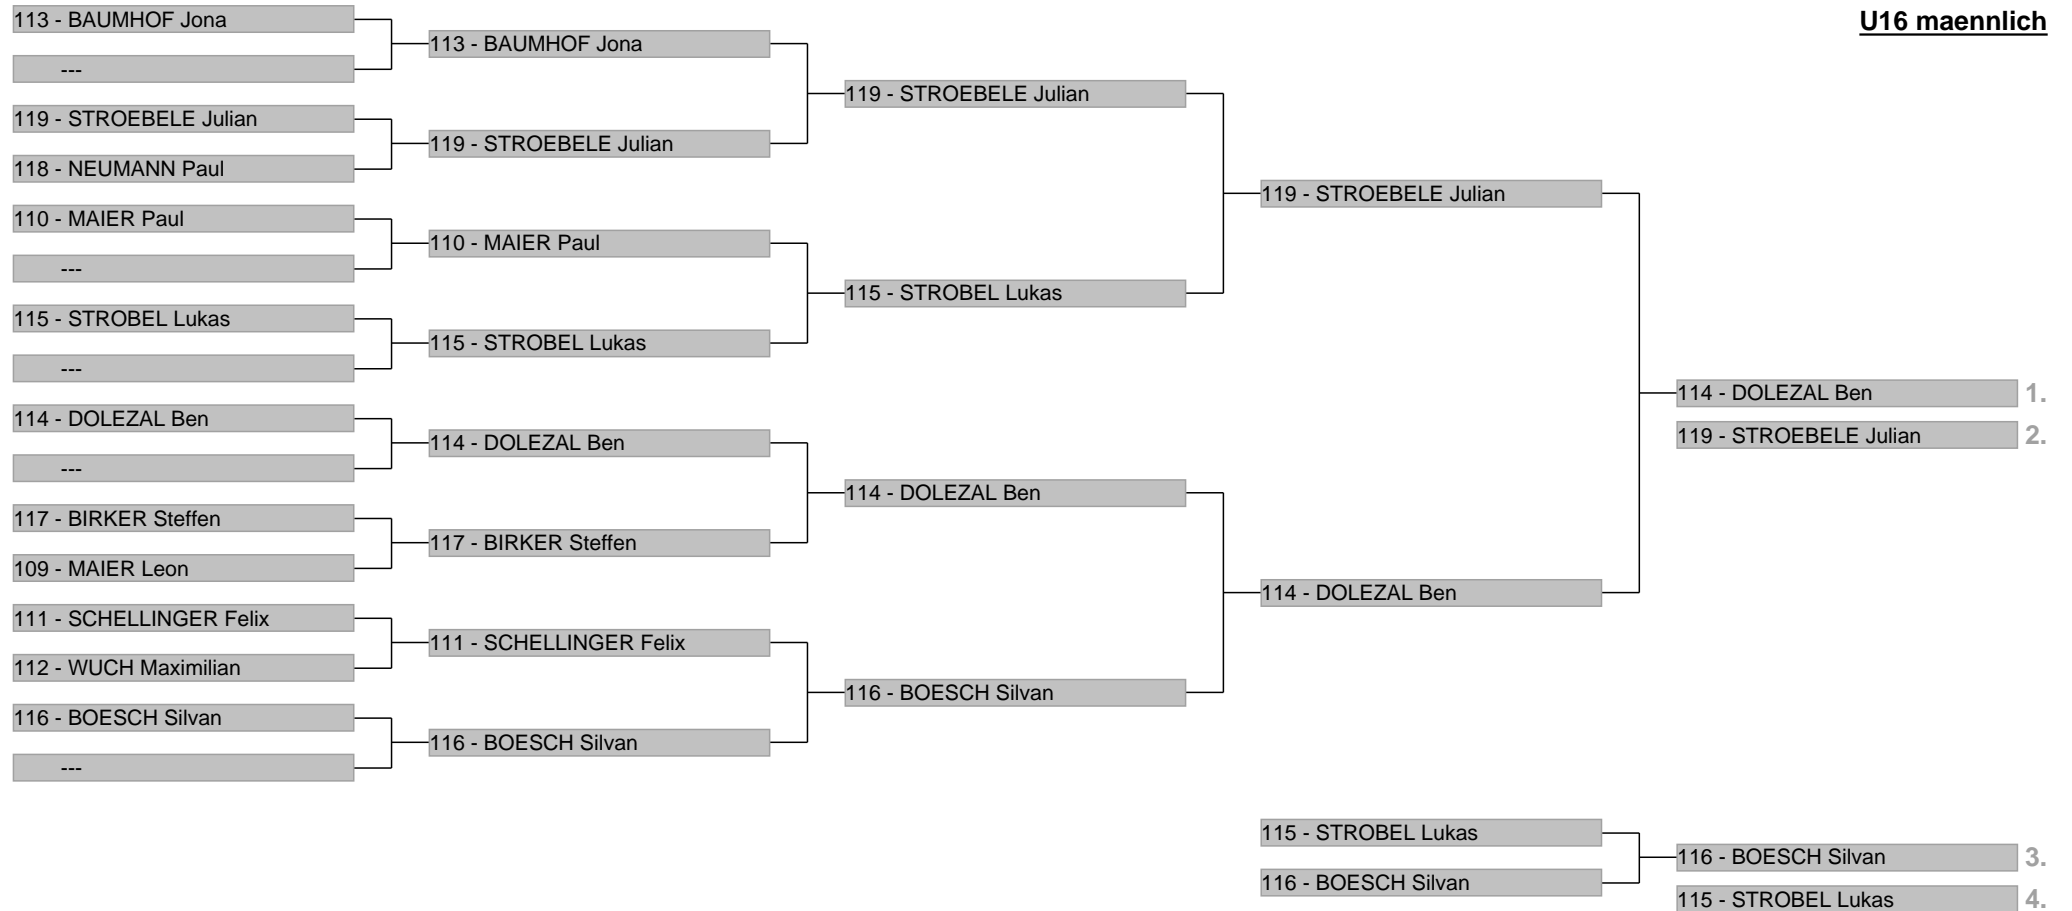 U16 maennlich
113 - BAUMHOF Jona
---
119 - STROEBELE Julian
118 - NEUMANN Paul
110 - MAIER Paul
---
115 - STROBEL Lukas
---
114 - DOLEZAL Ben
---
117 - BIRKER Steffen
109 - MAIER Leon
111 - SCHELLINGER Felix
112 - WUCH Maximilian
116 - BOESCH Silvan
---
113 - BAUMHOF Jona
119 - STROEBELE Julian
110 - MAIER Paul
115 - STROBEL Lukas
114 - DOLEZAL Ben
117 - BIRKER Steffen
111 - SCHELLINGER Felix
116 - BOESCH Silvan
119 - STROEBELE Julian
115 - STROBEL Lukas
114 - DOLEZAL Ben
116 - BOESCH Silvan
119 - STROEBELE Julian
114 - DOLEZAL Ben
114 - DOLEZAL Ben 1.
119 - STROEBELE Julian 2.
115 - STROBEL Lukas
116 - BOESCH Silvan
116 - BOESCH Silvan 3.
115 - STROBEL Lukas 4.